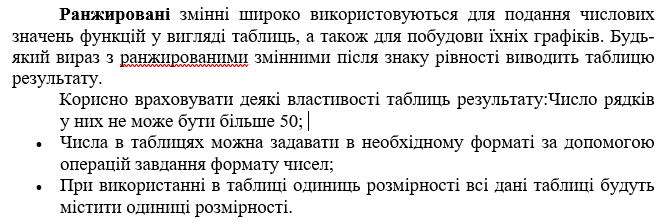 Ранжировані змінні широко використовуються для подання числових
значень функцій у вигляді таблиць, а також для побудови їхніх графіків. Будь-
який вираз з ранжированими змінними після знаку рівності виводить таблицю
результату.
Корисно враховувати деякі властивості таблиць результату:Число рядків
у них не може бути більше 50;
• Числа в таблицях можна задавати в необхідному форматі за допомогою
операцій завдання формату чисел;
• При використанні в таблиці одиниць розмірності всі дані таблиці будуть
містити одиниці розмірності.